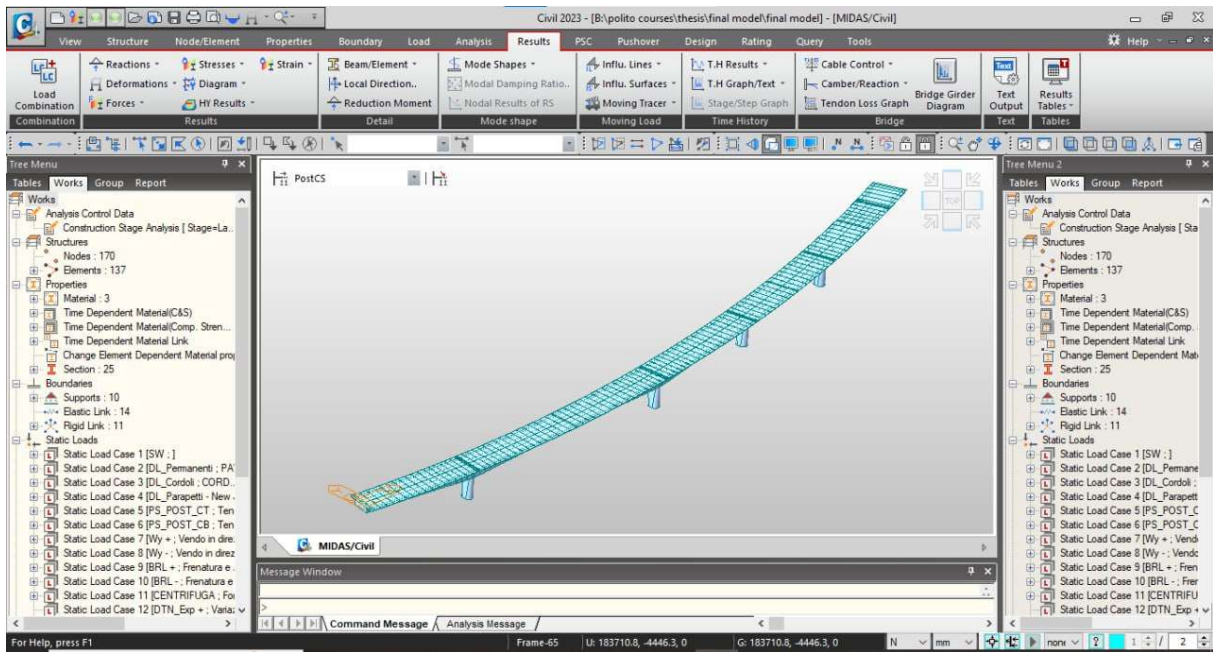 Civil 2023 - [B:\polito courses\thesis\final model\final model] - [MIDAS/Civil]
View Structure Node/Element Properties Boundary Load Analysis Results PSC Pushover Design Rating Query Tools Help
Load Combination
Combination
Reactions Stresses Strain
Deformations Diagram
Forces HY Results
Results
Beam/Element
Local Direction..
Reduction Moment
Detail
Mode Shapes
Modal Damping Ratio..
Nodal Results of RS
Mode shape
Influ. Lines
Influ. Surfaces
Moving Tracer
Moving Load
T.H Results
T.H Graph/Text
Stage/Step Graph
Time History
Cable Control
Camber/Reaction
Tendon Loss Graph
Bridge Girder Diagram
Bridge
Text Output
Text
Results Tables
Tables
Tree Menu
Tables Works Group Report
Works
Analysis Control Data
Construction Stage Analysis [ Stage=La..
Structures
Nodes : 170
Elements : 137
Properties
Material : 3
Time Dependent Material(C&S)
Time Dependent Material(Comp. Stren...
Time Dependent Material Link
Change Element Dependent Material prop
Section : 25
Boundaries
Supports : 10
Elastic Link : 14
Rigid Link : 11
Static Loads
Static Load Case 1 [SW ; ]
Static Load Case 2 [DL_Permanenti ; PA
Static Load Case 3 [DL_Cordoli ; CORD..
Static Load Case 4 [DL_Parapetti - New
Static Load Case 5 [PS_POST_CT ; Ten
Static Load Case 6 [PS_POST_CB ; Ten
Static Load Case 7 [Wy + ; Vendo in dire
Static Load Case 8 [Wy - ; Vendo in direz
Static Load Case 9 [BRL + ; Frenatura e
Static Load Case 10 [BRL - ; Frenatura e
Static Load Case 11 [CENTRIFUGA ; Fo
Static Load Case 12 [DTN_Exp + ; Varia
PostCS
TOP
MIDAS/Civil
Message Window
>
Command Message Analysis Message
Tree Menu 2
Tables Works Group Report
Works
Analysis Control Data
Construction Stage Analysis [ Sta
Structures
Nodes : 170
Elements : 137
Properties
Material : 3
Time Dependent Material(C&S)
Time Dependent Material(Comp.
Time Dependent Material Link
Change Element Dependent Mate
Section : 25
Boundaries
Supports : 10
Elastic Link : 14
Rigid Link : 11
Static Loads
Static Load Case 1 [SW ; ]
Static Load Case 2 [DL_Permane
Static Load Case 3 [DL_Cordoli ;
Static Load Case 4 [DL_Parapett
Static Load Case 5 [PS_POST_C
Static Load Case 6 [PS_POST_C
Static Load Case 7 [Wy + ; Vend
Static Load Case 8 [Wy - ; Vendo
Static Load Case 9 [BRL + ; Fren
Static Load Case 10 [BRL - ; Frer
Static Load Case 11 [CENTRIFU
Static Load Case 12 [DTN_Exp +
For Help, press F1
Frame-65 U: 183710.8, -4446.3, 0 G: 183710.8, -4446.3, 0 N mm none ? 1 / 2